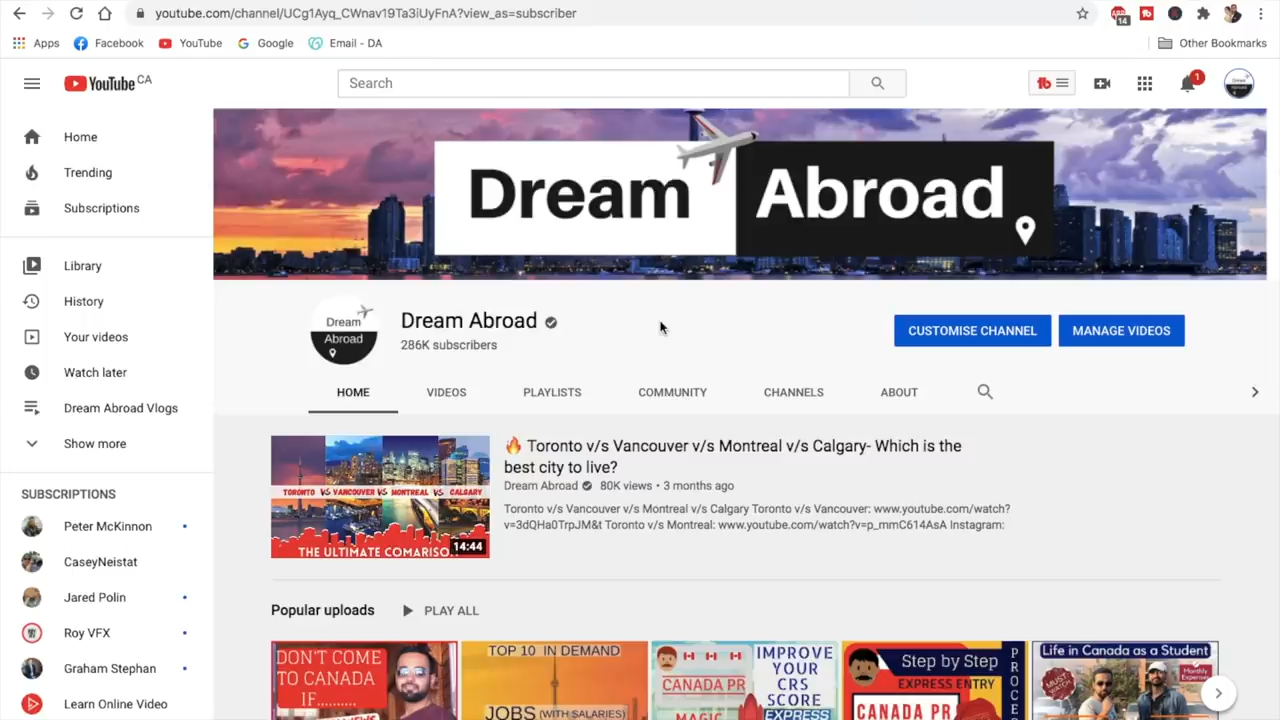 youtube.com/channel/UCg1Ayq_CWnav19Ta3iUyFnA?view_as=subscriber
14
Apps
Facebook
YouTube
Google
Email - DA
Other Bookmarks
YouTube CA
Search
1
Home
Trending
Subscriptions
Library
History
Your videos
Watch later
Dream Abroad Vlogs
Show more
SUBSCRIPTIONS
Peter McKinnon
CaseyNeistat
Jared Polin
Roy VFX
Graham Stephan
Learn Online Video
Dream Abroad
Dream
Abroad
Dream Abroad
286K subscribers
CUSTOMISE CHANNEL
MANAGE VIDEOS
HOME
VIDEOS
PLAYLISTS
COMMUNITY
CHANNELS
ABOUT
TORONTO VS VANCOUVER VS MONTREAL VS CALGARY
THE ULTIMATE COMARISO
14:44
🔥 Toronto v/s Vancouver v/s Montreal v/s Calgary- Which is the
best city to live?
Dream Abroad 80K views • 3 months ago
Toronto v/s Vancouver v/s Montreal v/s Calgary Toronto v/s Vancouver: www.youtube.com/watch?
v=3dQHa0TrpJM&t Toronto v/s Montreal: www.youtube.com/watch?v=p_mmC614AsA Instagram:
Popular uploads
PLAY ALL
DON'T COME
TO CANADA
IF.........
TOP 10 IN DEMAND
JOBS (WITH SALARIES)
IMPROVE
YOUR
CRS
SCORE
CANADA PR
MAGIC
EXPRESS
Step by Step
EXPRESS ENTRY
CANADA PR
PROCES
Life in Canada as a Student
MUST
WATCH
Monthly
Expenses